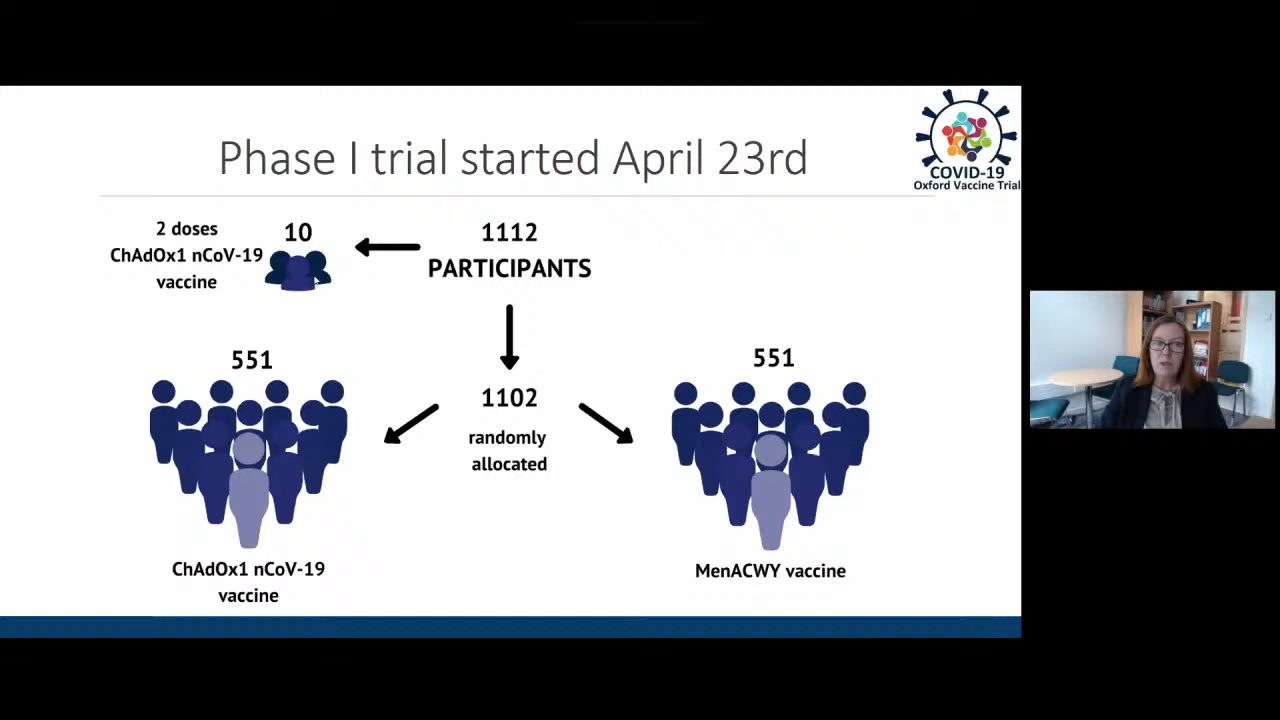 Phase I trial started April 23rd
COVID-19
Oxford Vaccine Trial
2 doses
ChAdOx1 nCoV-19
vaccine
10
1112
PARTICIPANTS
551
1102
randomly
allocated
551
ChAdOx1 nCoV-19
vaccine
MenACWY vaccine